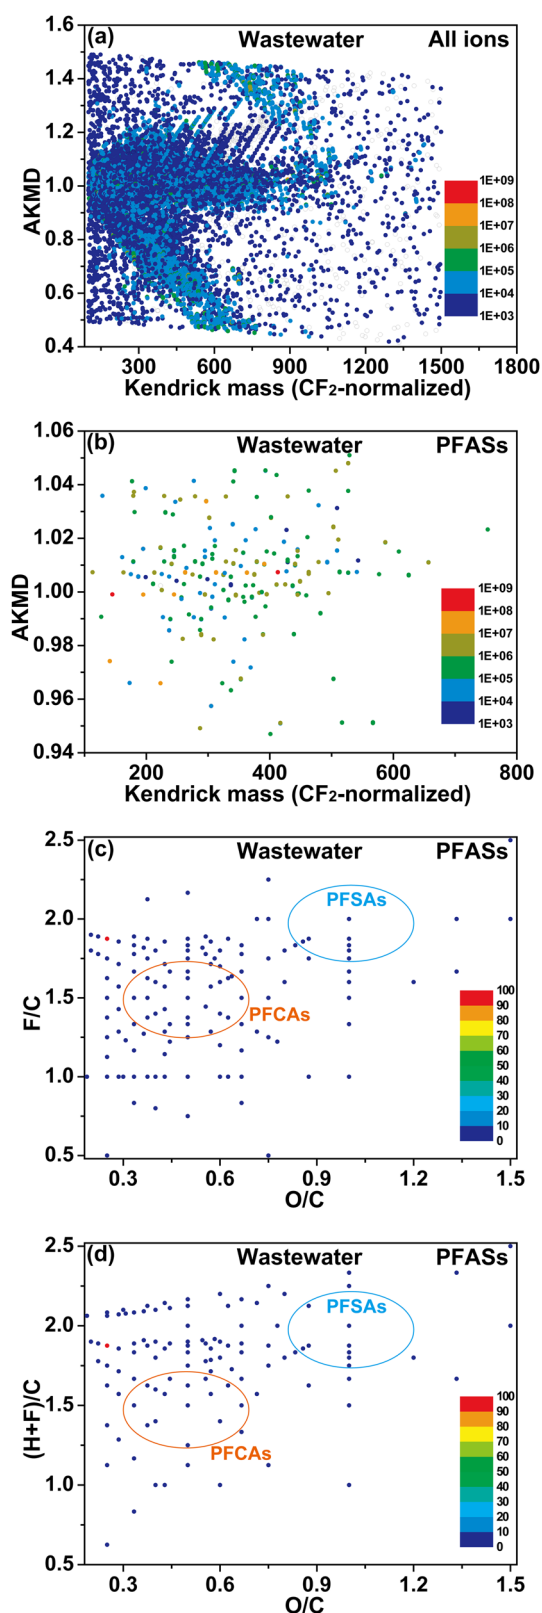 (a) Wastewater All ions
1.6
1.4
1.2
1.0
0.8
0.6
0.4
AKMD
1E+09
1E+08
1E+07
1E+06
1E+05
1E+04
1E+03
300 600 900 1200 1500 1800
Kendrick mass (CF2-normalized)
(b) Wastewater PFASs
1.06
1.04
1.02
1.00
0.98
0.96
0.94
AKMD
1E+09
1E+08
1E+07
1E+06
1E+05
1E+04
1E+03
200 400 600 800
Kendrick mass (CF2-normalized)
(c) Wastewater PFASs
2.5
2.0
1.5
1.0
0.5
F/C
PFSAs
PFCAs
100
90
80
70
60
50
40
30
20
10
0
0.3 0.6 0.9 1.2 1.5
O/C
(d) Wastewater PFASs
2.5
2.0
1.5
1.0
0.5
(H+F)/C
PFSAs
PFCAs
100
90
80
70
60
50
40
30
20
10
0
0.3 0.6 0.9 1.2 1.5
O/C